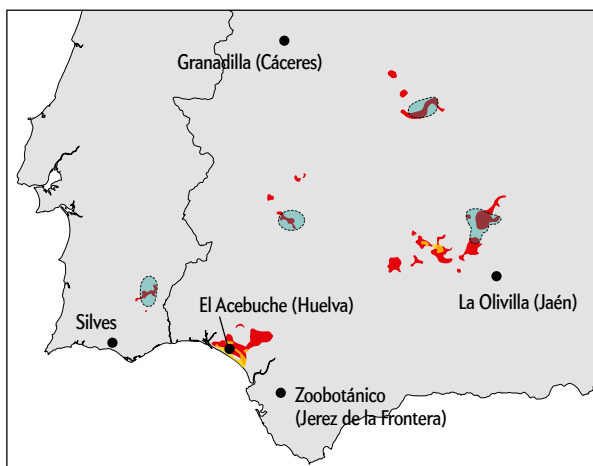 Granadilla (Cáceres)
El Acebuche (Huelva)
La Olivilla (Jaén)
Silves
Zoobotánico
(Jerez de la Frontera)